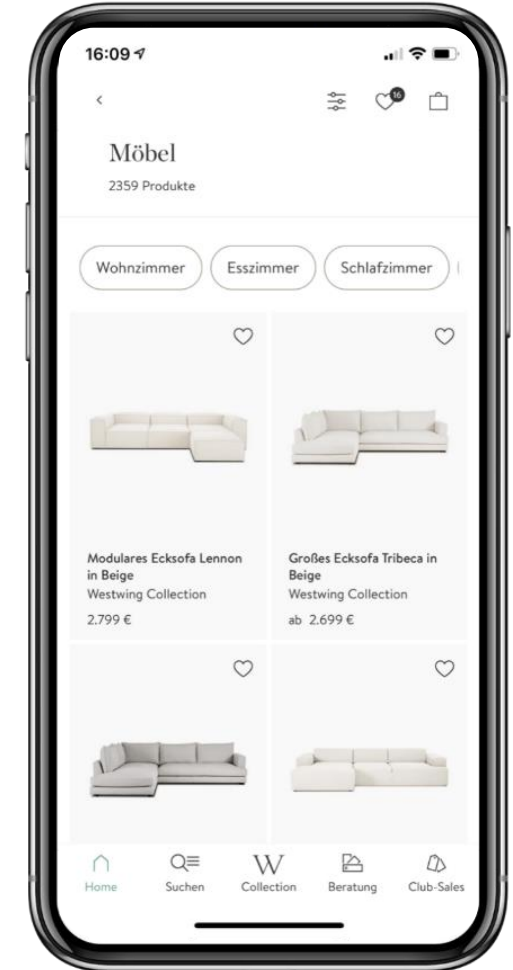 16:09
16
Möbel
2359 Produkte
Wohnzimmer
Esszimmer
Schlafzimmer
Modulares Ecksofa Lennon
in Beige
Westwing Collection
2.799 €
Großes Ecksofa Tribeca in
Beige
Westwing Collection
ab 2.699 €
W
Home
Suchen
Collection
Beratung
Club-Sales